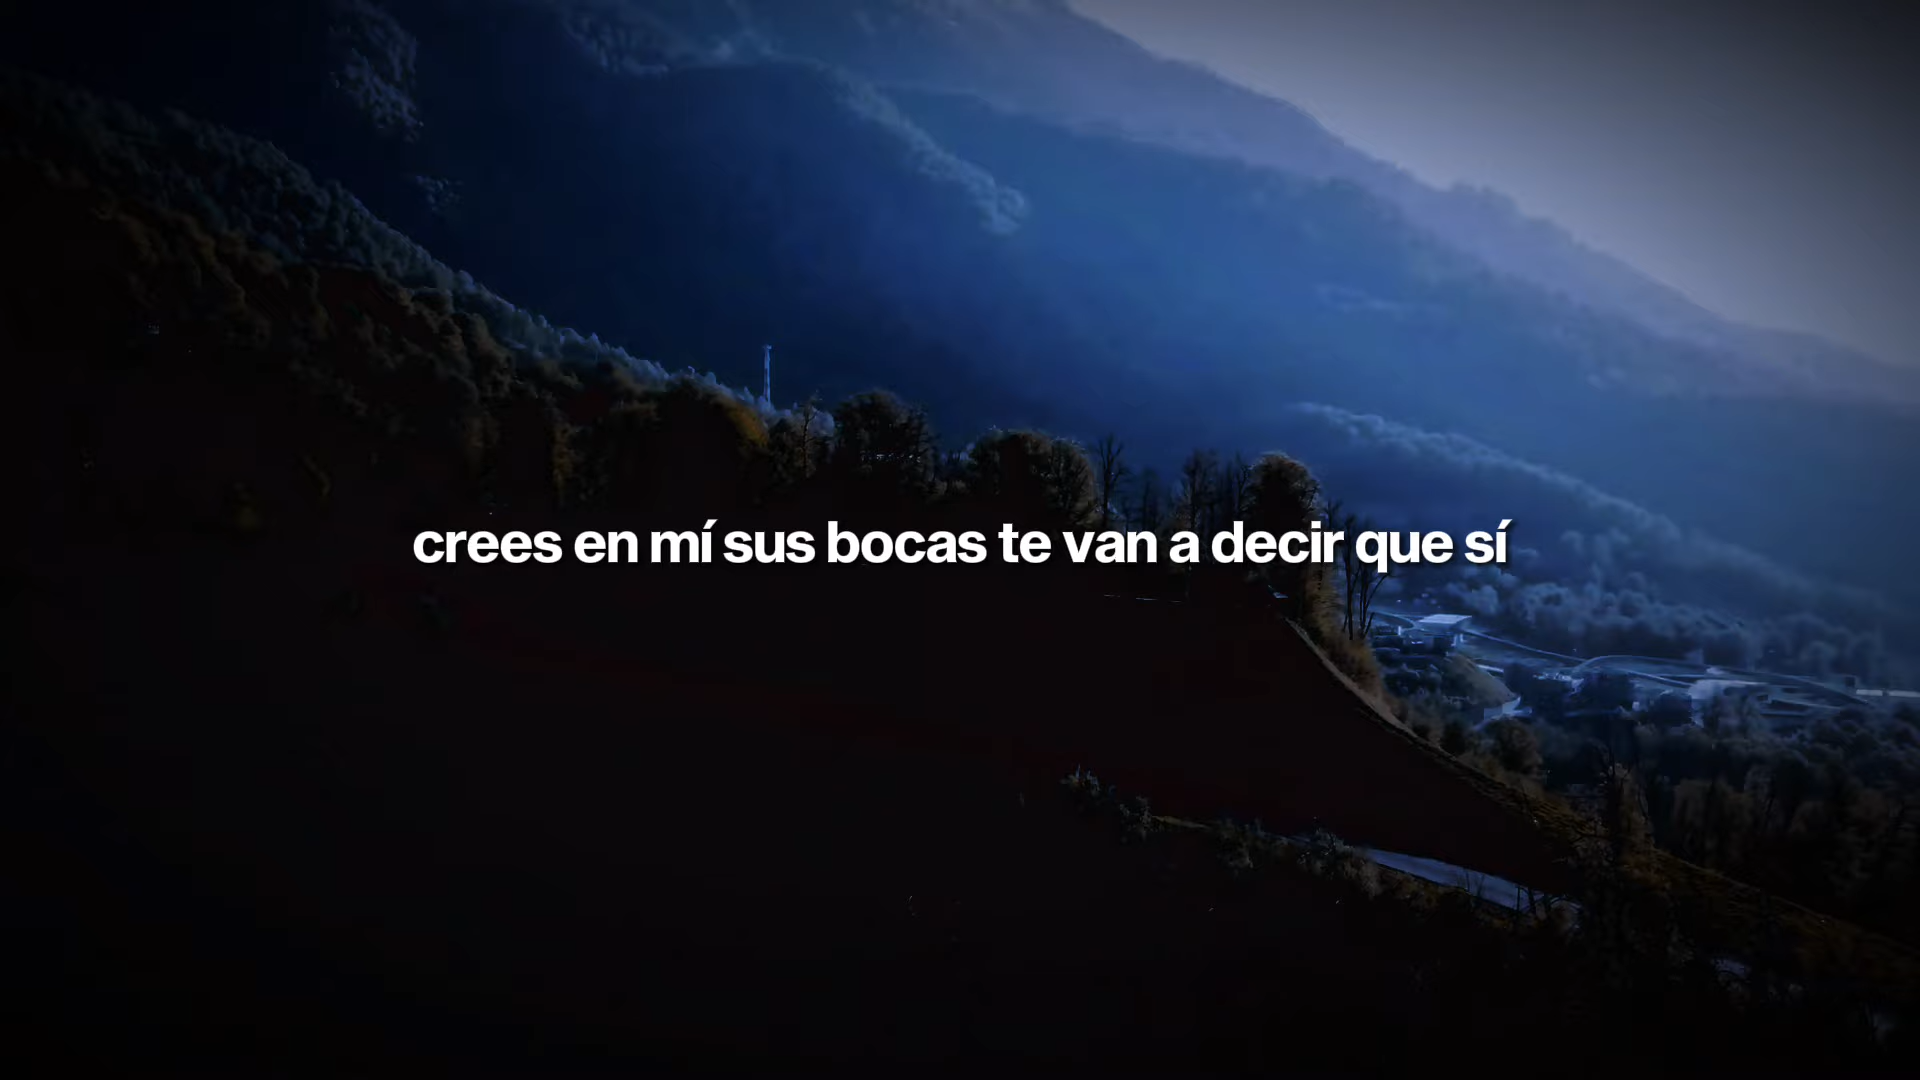 crees en mí sus bocas te van a decir que sí